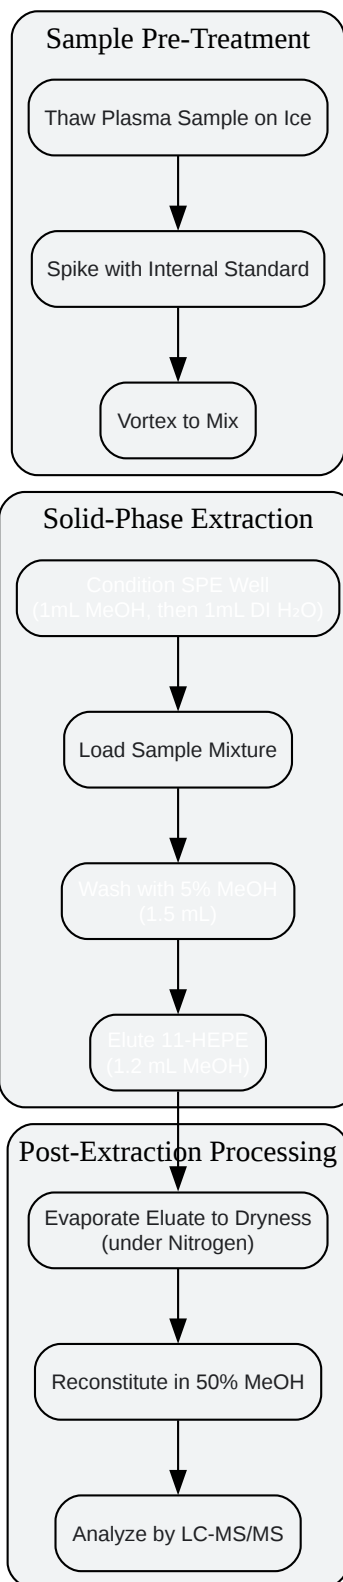 Sample Pre-Treatment
Thaw Plasma Sample on Ice
Spike with Internal Standard
Vortex to Mix
Solid-Phase Extraction
Condition SPE Well
(1mL MeOH, then 1mL DI H₂O)
Load Sample Mixture
Wash with 5% MeOH
(1.5 mL)
Elute 11-HEPE
(1.2 mL MeOH)
Post-Extraction Processing
Evaporate Eluate to Dryness
(under Nitrogen)
Reconstitute in 50% MeOH
Analyze by LC-MS/MS